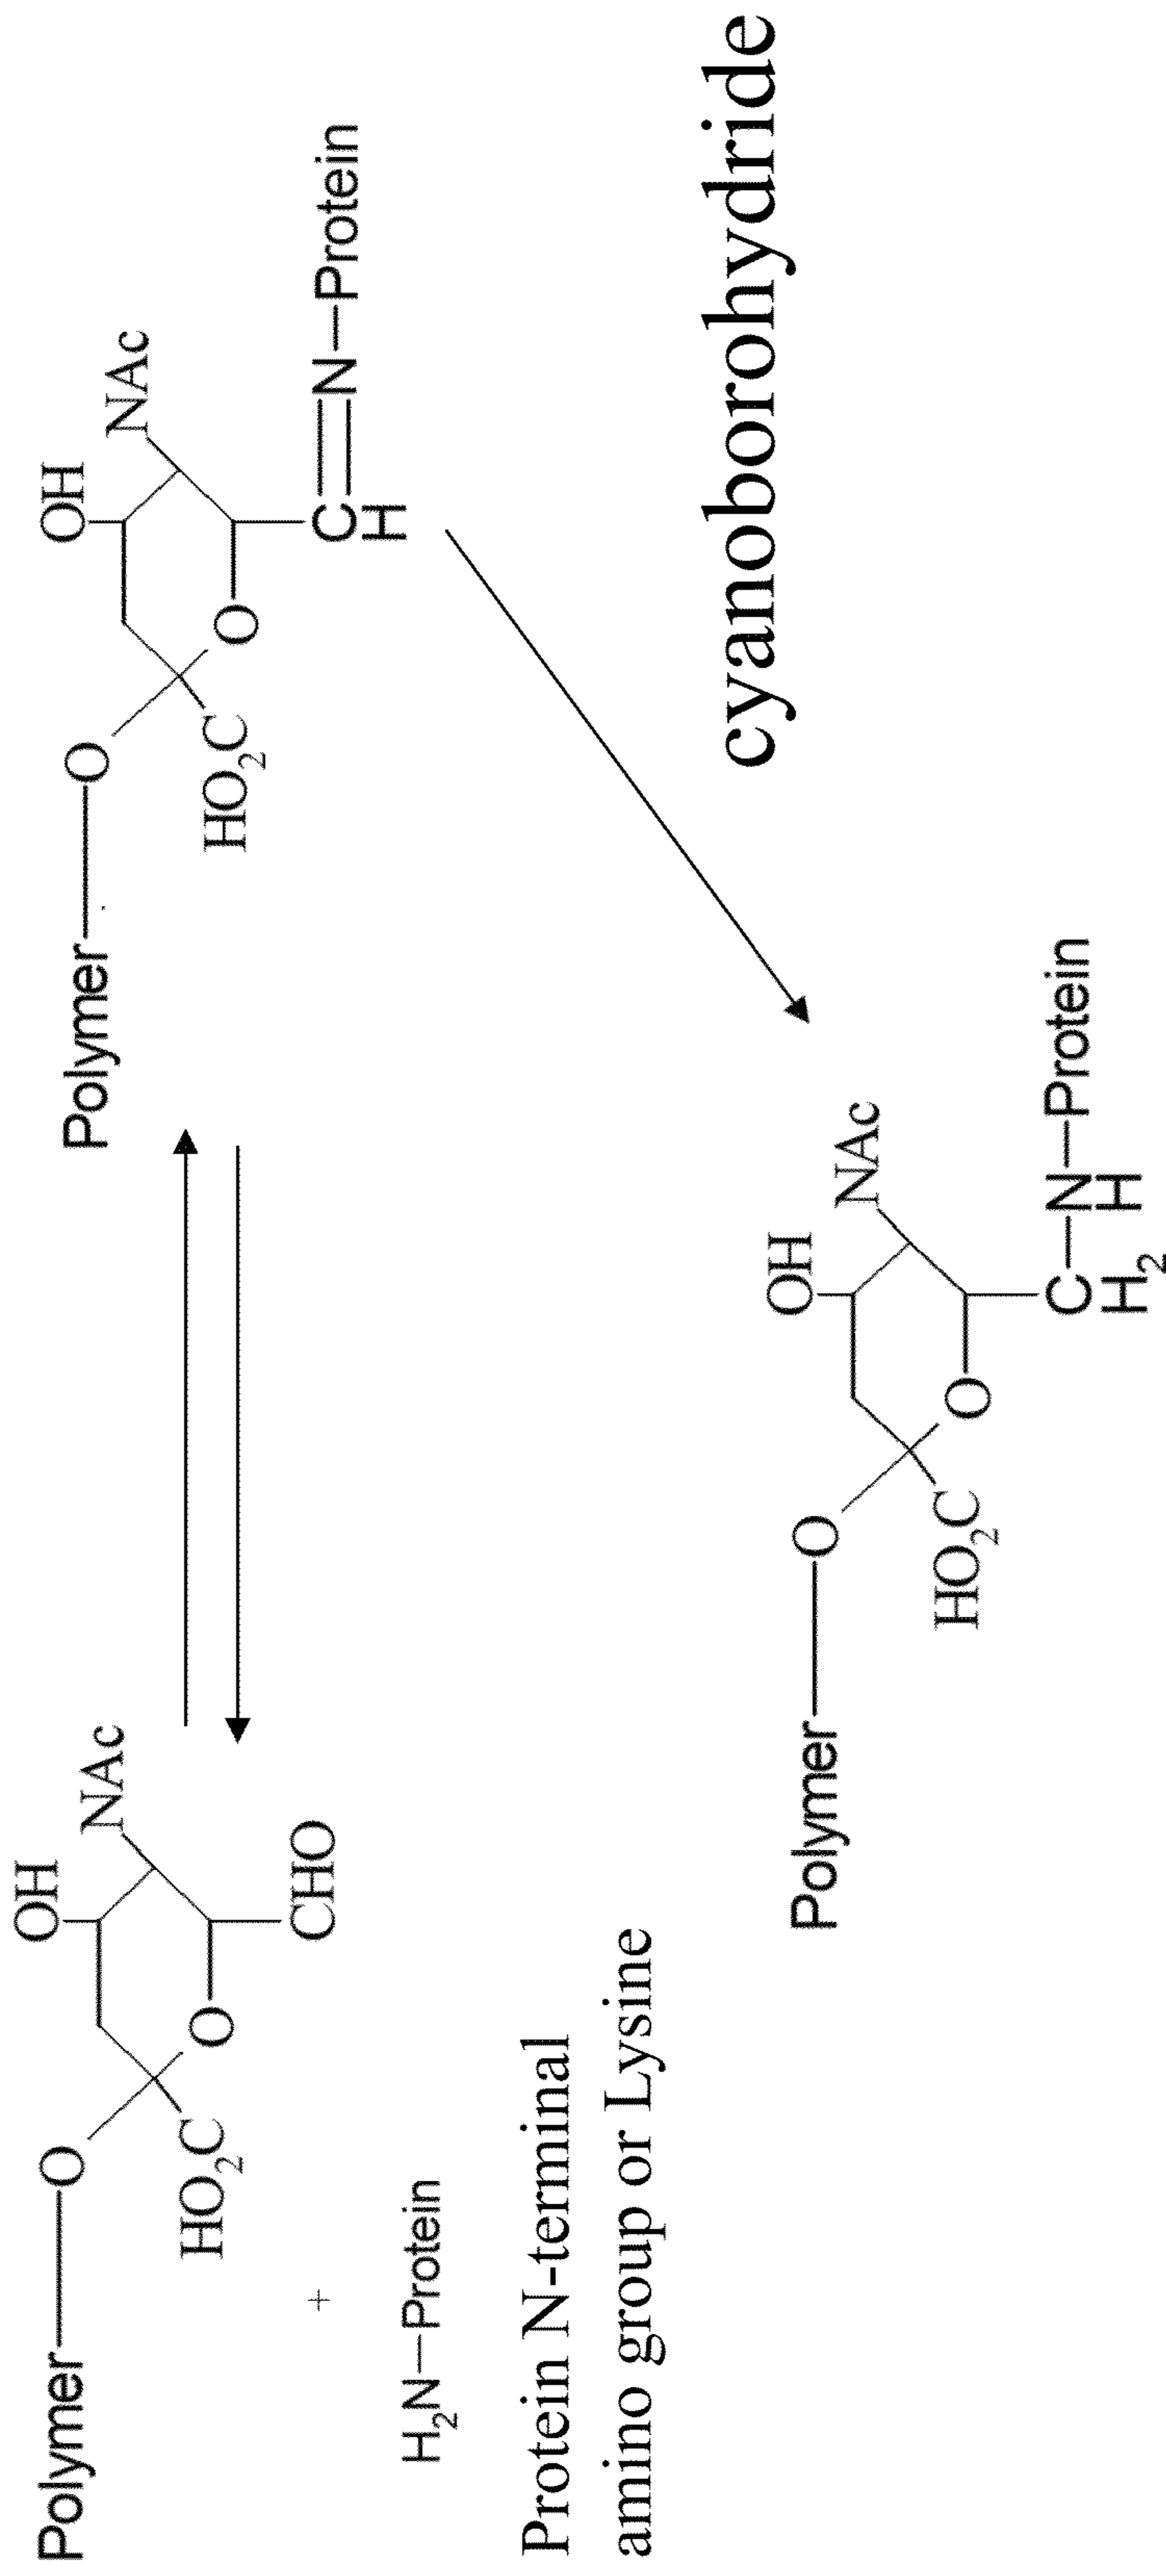 Polymer—O OH NAc
HO₂C O CHO
+
H₂N—Protein
Protein N-terminal
amino group or Lysine
Polymer—O OH NAc
HO₂C O C=N—Protein
H
cyanoborohydride
Polymer—O OH NAc
HO₂C O C—N—Protein
H₂ H